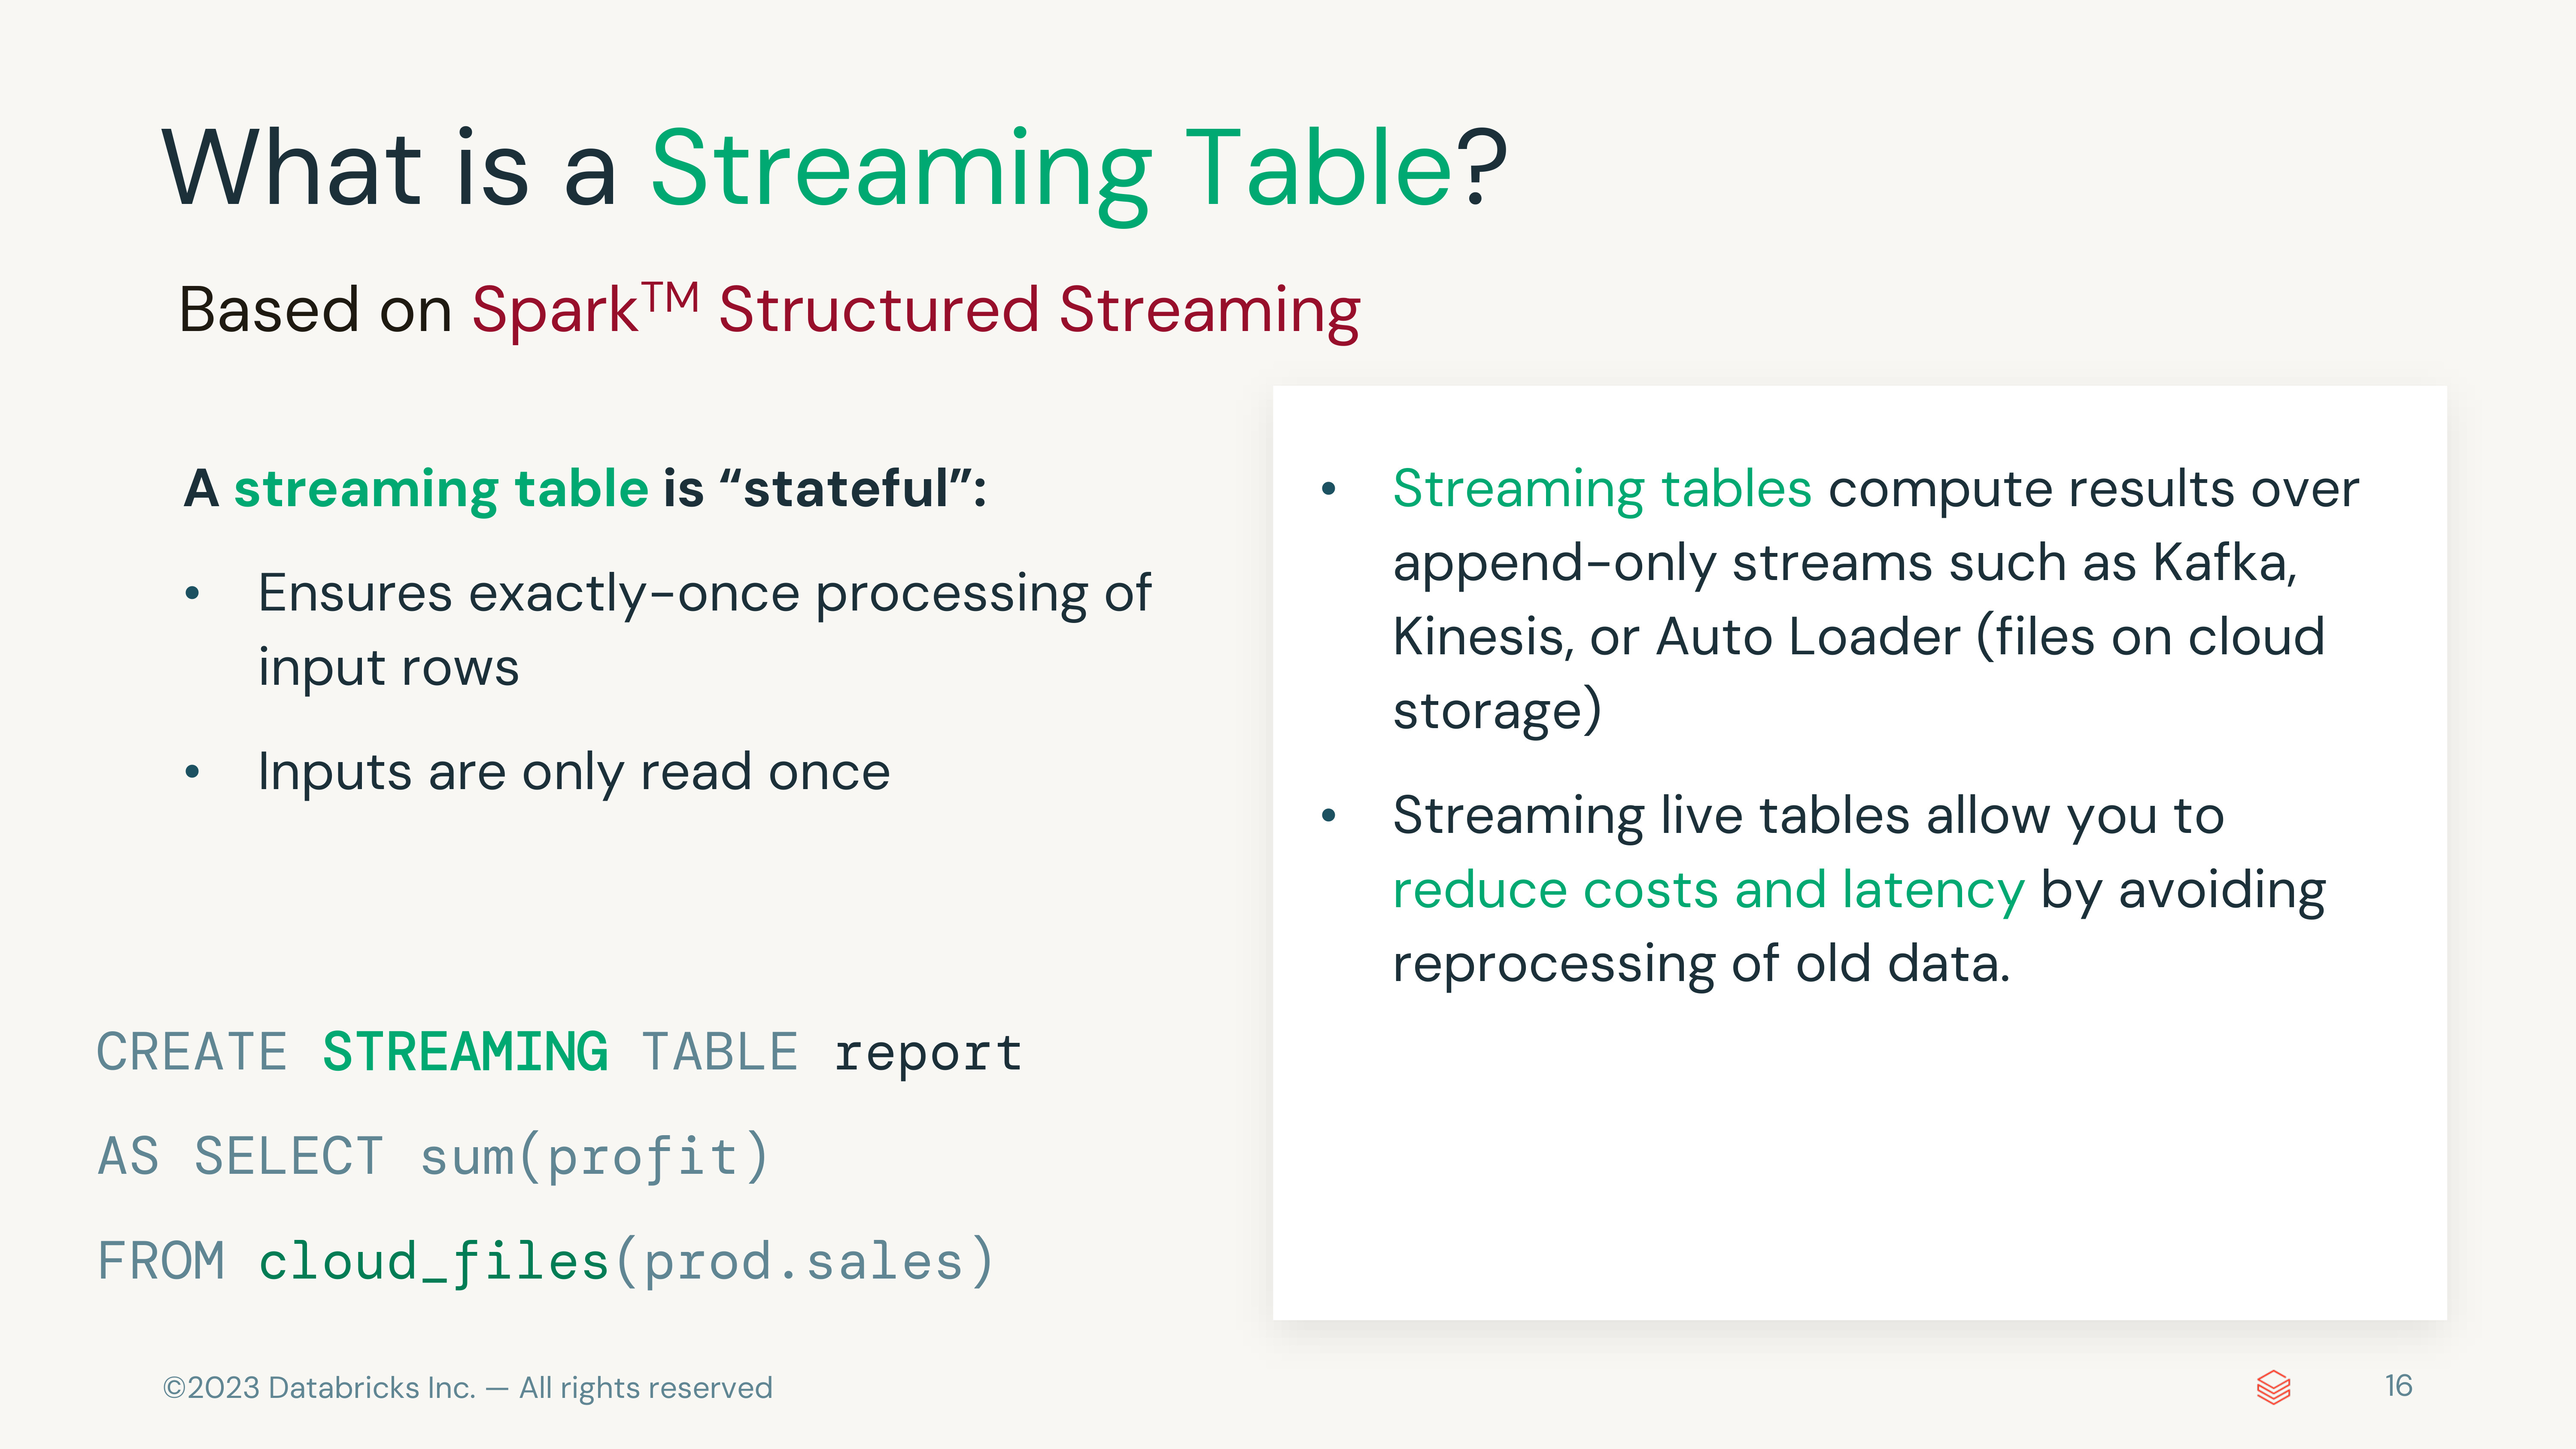 What is a Streaming Table?
Based on Spark™ Structured Streaming
A streaming table is “stateful”:
• Ensures exactly-once processing of
input rows
• Inputs are only read once
CREATE STREAMING TABLE report
AS SELECT sum(profit)
FROM cloud_files(prod.sales)
• Streaming tables compute results over
append-only streams such as Kafka,
Kinesis, or Auto Loader (files on cloud
storage)
• Streaming live tables allow you to
reduce costs and latency by avoiding
reprocessing of old data.
©2023 Databricks Inc. — All rights reserved
16